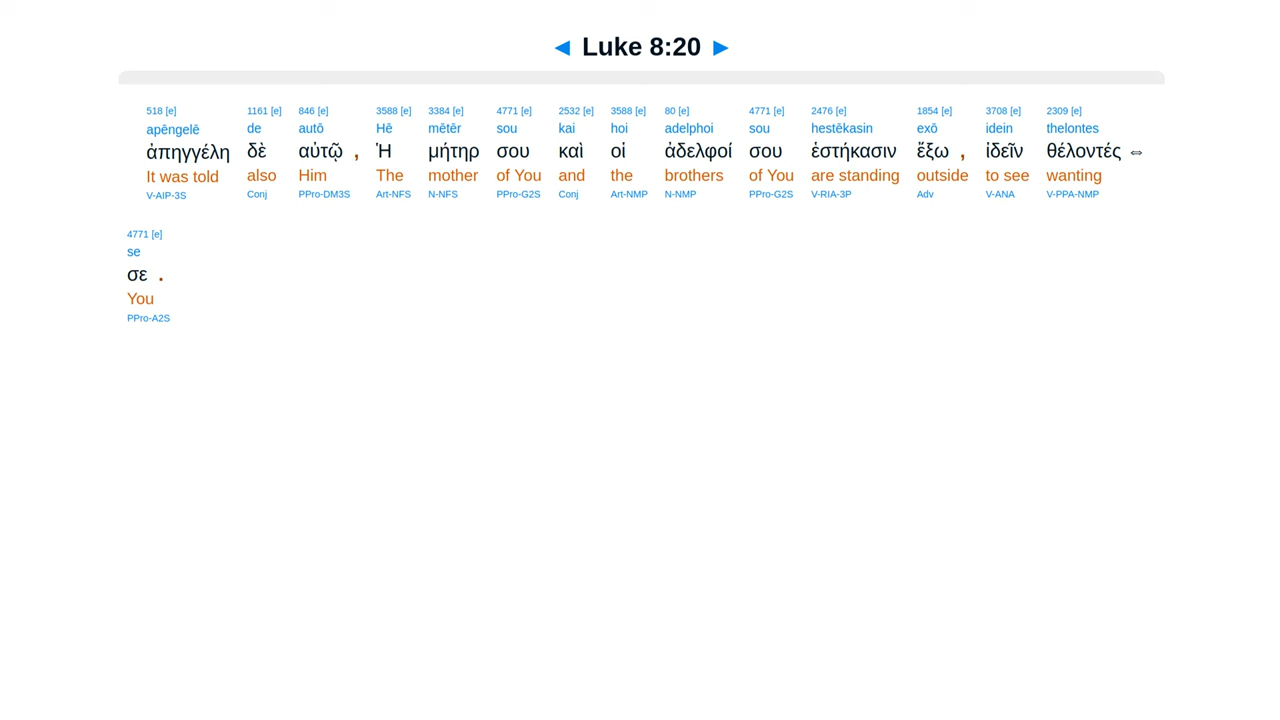 ◄ Luke 8:20 ►
518 [e] 1161 [e] 846 [e] 3588 [e] 3384 [e] 4771 [e] 2532 [e] 3588 [e] 80 [e] 4771 [e] 2476 [e] 1854 [e] 3708 [e] 2309 [e]
apēngelē de autō Hē mētēr sou kai hoi adelphoi sou hestēkasin exō idein thelontes
ἀπηγγέλη δὲ αὐτῷ , Ἡ μήτηρ σου καὶ οἱ ἀδελφοί σου ἑστήκασιν ἔξω , ἰδεῖν θέλοντές ⇔
It was told also Him The mother of You and the brothers of You are standing outside to see wanting
V-AIP-3S Conj PPro-DM3S Art-NFS N-NFS PPro-G2S Conj Art-NMP N-NMP PPro-G2S V-RIA-3P Adv V-ANA V-PPA-NMP
4771 [e]
se
σε .
You
PPro-A2S